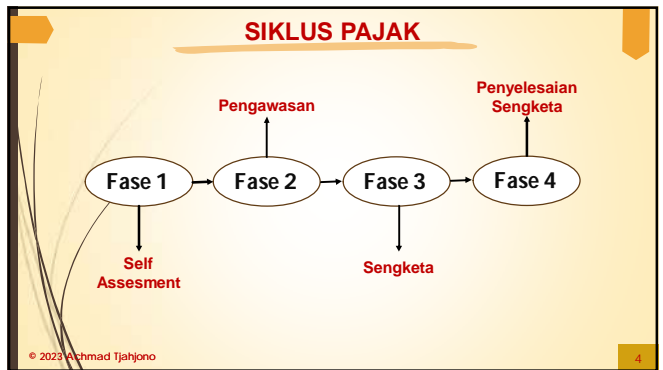 SIKLUS PAJAK
Pengawasan
Penyelesaian
Sengketa
Fase 1
Fase 2
Fase 3
Fase 4
Self
Assesment
Sengketa
© 2023 Achmad Tjahjono
4